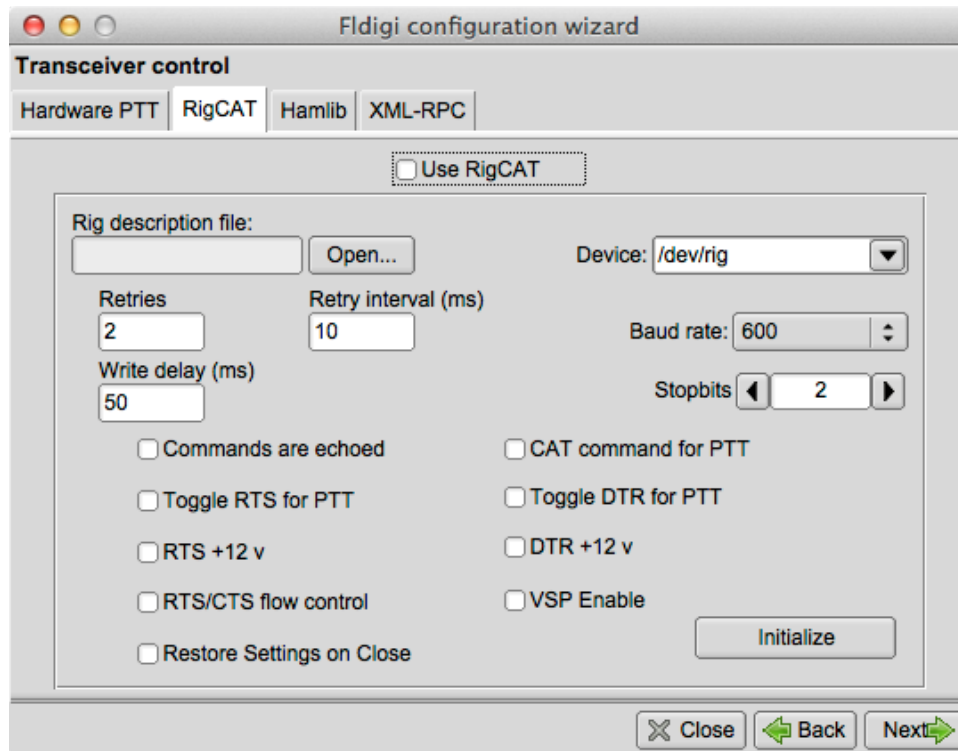 Fldigi configuration wizard
Transceiver control
Hardware PTT RigCAT Hamlib XML-RPC
Use RigCAT
Rig description file:
Open... Device: /dev/rig
Retries Retry interval (ms)
2 10 Baud rate: 600
Write delay (ms)
50 Stopbits 2
Commands are echoed CAT command for PTT
Toggle RTS for PTT Toggle DTR for PTT
RTS +12 v DTR +12 v
RTS/CTS flow control VSP Enable
Initialize
Restore Settings on Close
Close Back Next